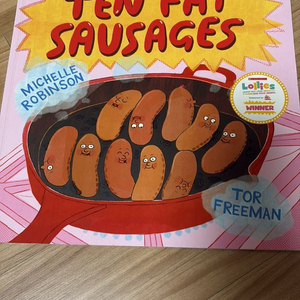 TEN FAT
SAUSAGES
MICHELLE
ROBINSON
Lollies
WINNER
TOR
FREEMAN